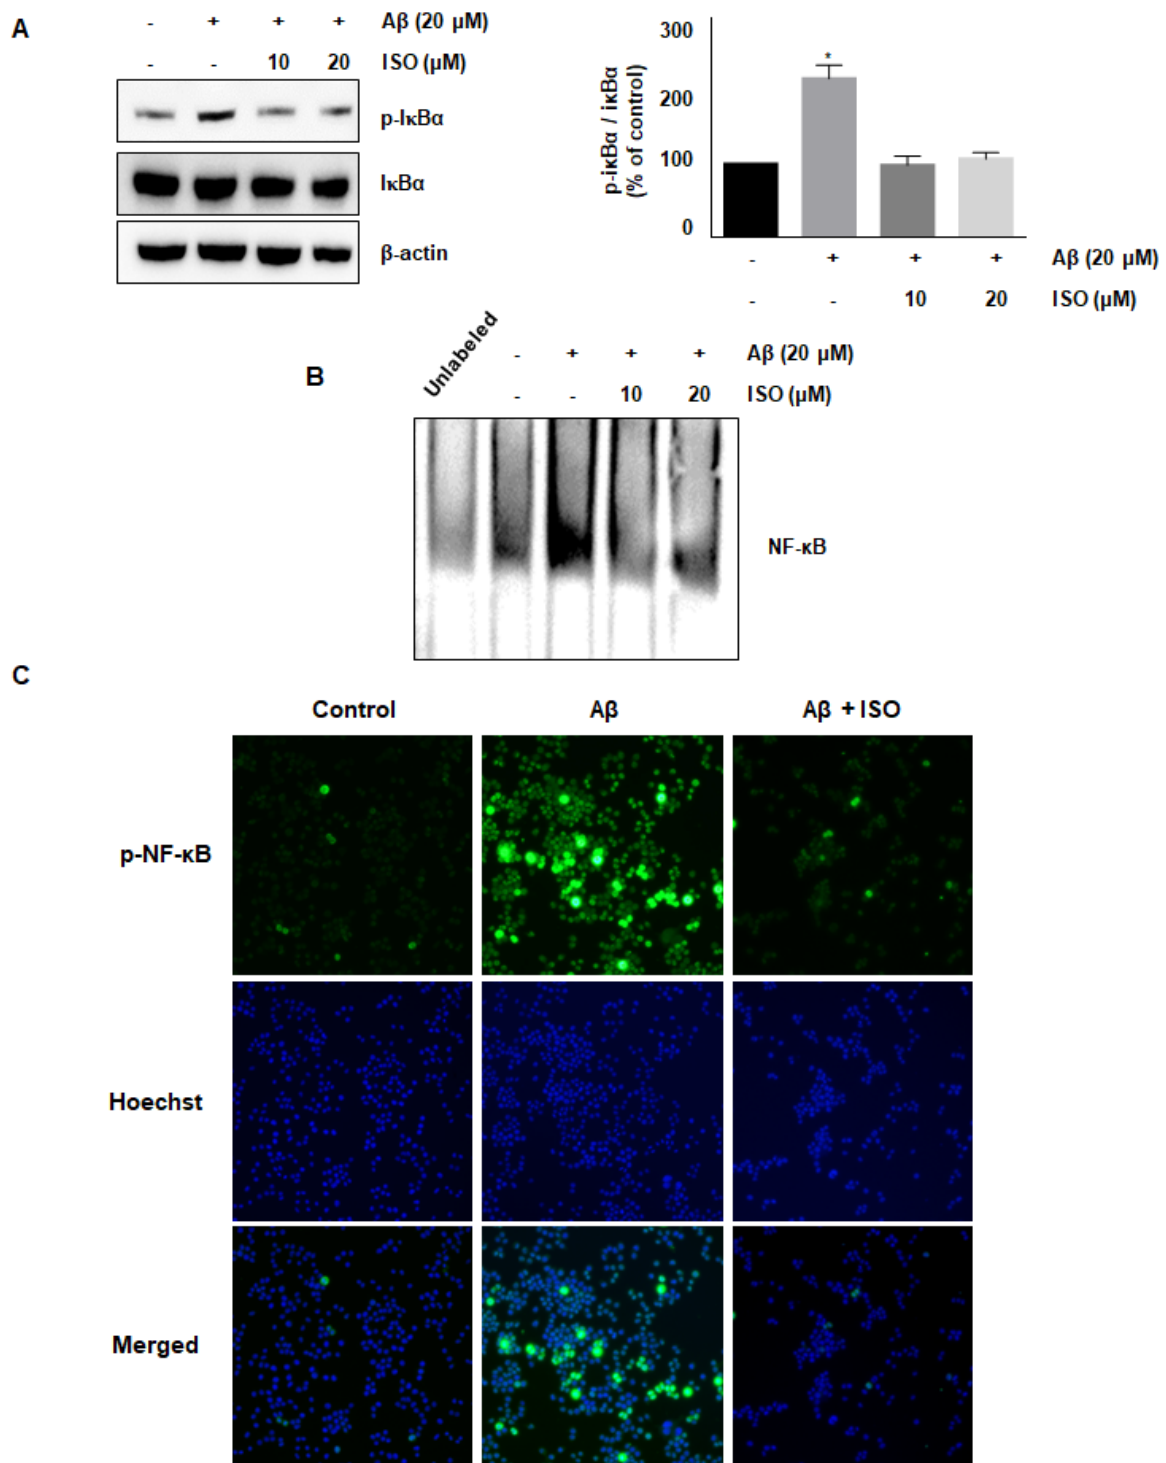 A
- + + + Aβ (20 μM)
- - 10 20 ISO (μM)
p-IκBα
IκBα
β-actin
p-iκBα / iκBα
(% of control)
300
200
100
0
*
- + + + Aβ (20 μM)
- - 10 20 ISO (μM)
B
Unlabeled
- + + + Aβ (20 μM)
- - 10 20 ISO (μM)
NF-κB
C
Control Aβ Aβ + ISO
p-NF-κB
Hoechst
Merged